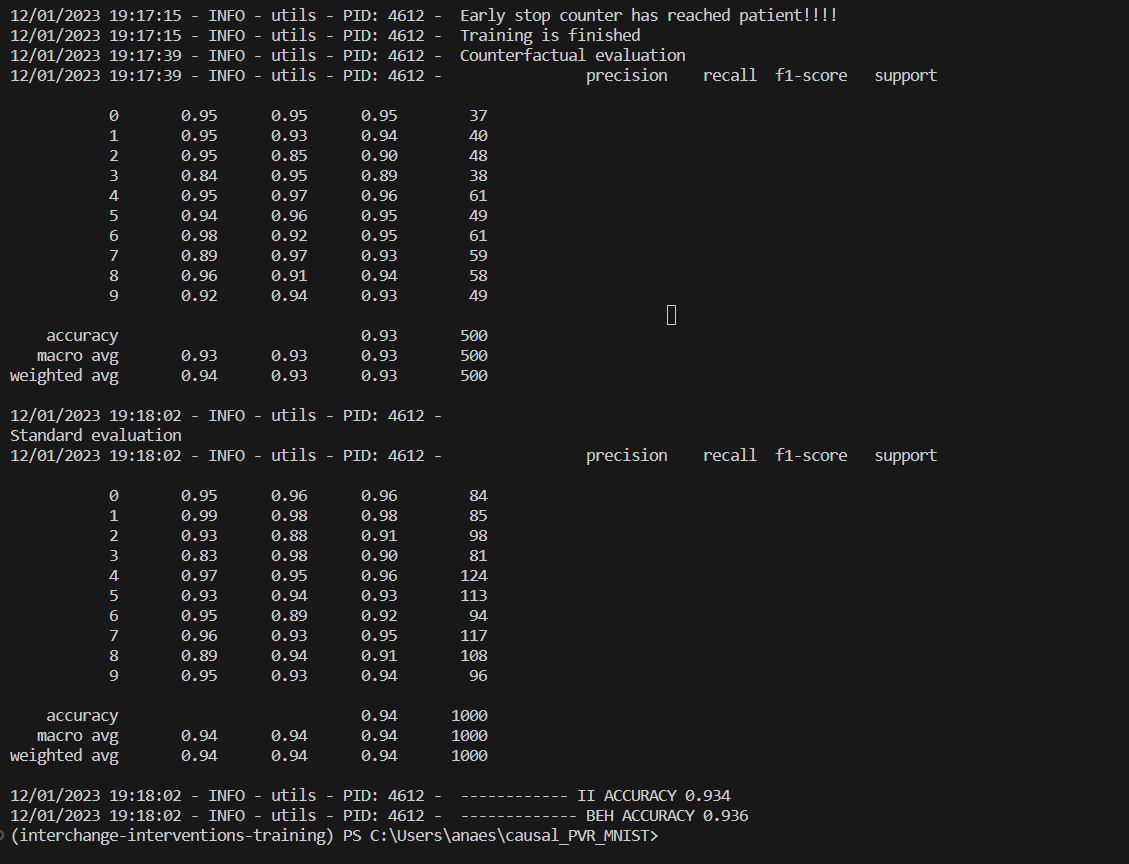 12/01/2023 19:17:15 - INFO - utils - PID: 4612 -  Early stop counter has reached patient!!!!
12/01/2023 19:17:15 - INFO - utils - PID: 4612 -  Training is finished
12/01/2023 19:17:39 - INFO - utils - PID: 4612 -  Counterfactual evaluation
12/01/2023 19:17:39 - INFO - utils - PID: 4612 -                precision    recall  f1-score   support
0       0.95      0.95      0.95        37
1       0.95      0.93      0.94        40
2       0.95      0.85      0.90        48
3       0.84      0.95      0.89        38
4       0.95      0.97      0.96        61
5       0.94      0.96      0.95        49
6       0.98      0.92      0.95        61
7       0.89      0.97      0.93        59
8       0.96      0.91      0.94        58
9       0.92      0.94      0.93        49
accuracy                           0.93       500
macro avg       0.93      0.93      0.93       500
weighted avg       0.94      0.93      0.93       500
12/01/2023 19:18:02 - INFO - utils - PID: 4612 -
Standard evaluation
12/01/2023 19:18:02 - INFO - utils - PID: 4612 -                precision    recall  f1-score   support
0       0.95      0.96      0.96        84
1       0.99      0.98      0.98        85
2       0.93      0.88      0.91        98
3       0.83      0.98      0.90        81
4       0.97      0.95      0.96       124
5       0.93      0.94      0.93       113
6       0.95      0.89      0.92        94
7       0.96      0.93      0.95       117
8       0.89      0.94      0.91       108
9       0.95      0.93      0.94        96
accuracy                           0.94      1000
macro avg       0.94      0.94      0.94      1000
weighted avg       0.94      0.94      0.94      1000
12/01/2023 19:18:02 - INFO - utils - PID: 4612 -  ------------ II ACCURACY 0.934
12/01/2023 19:18:02 - INFO - utils - PID: 4612 -  ------------- BEH ACCURACY 0.936
(interchange-interventions-training) PS C:\Users\anaes\causal_PVR_MNIST>